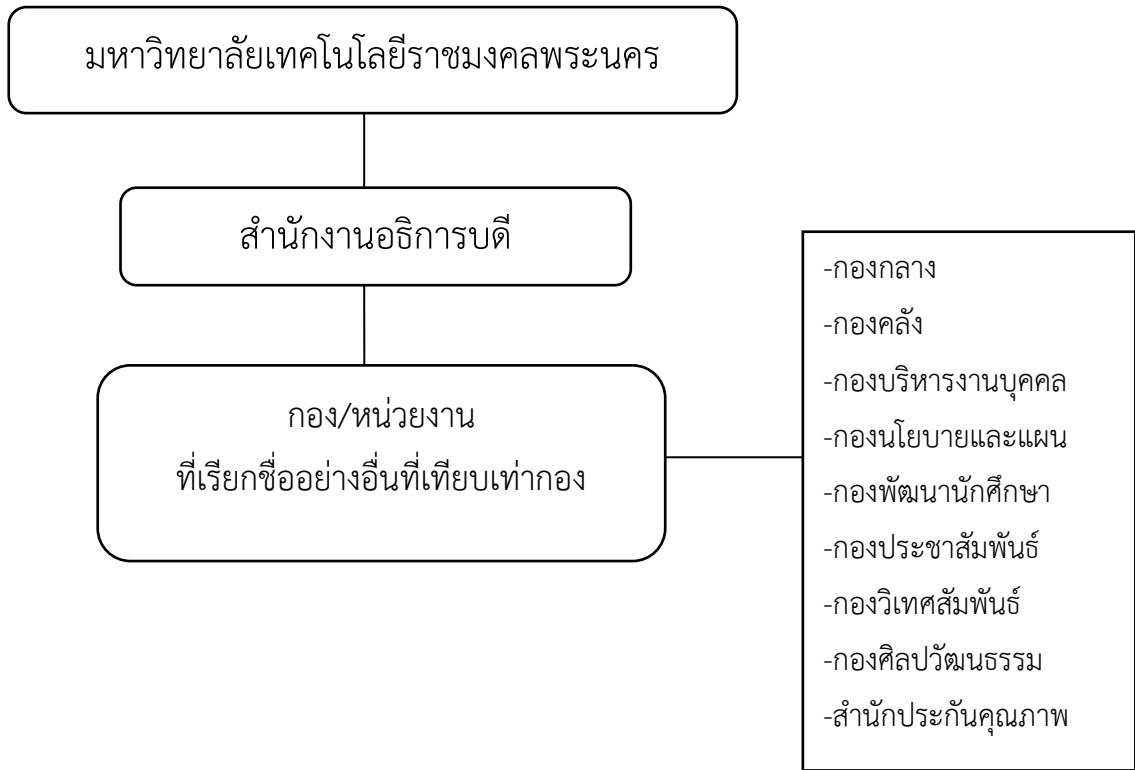 มหาวิทยาลัยเทคโนโลยีราชมงคลพระนคร
สำนักงานอธิการบดี
กอง/หน่วยงาน
ที่เรียกชื่ออย่างอื่นที่เทียบเท่ากอง
-กองกลาง
-กองคลัง
-กองบริหารงานบุคคล
-กองนโยบายและแผน
-กองพัฒนานักศึกษา
-กองประชาสัมพันธ์
-กองวิเทศสัมพันธ์
-กองศิลปวัฒนธรรม
-สำนักประกันคุณภาพ